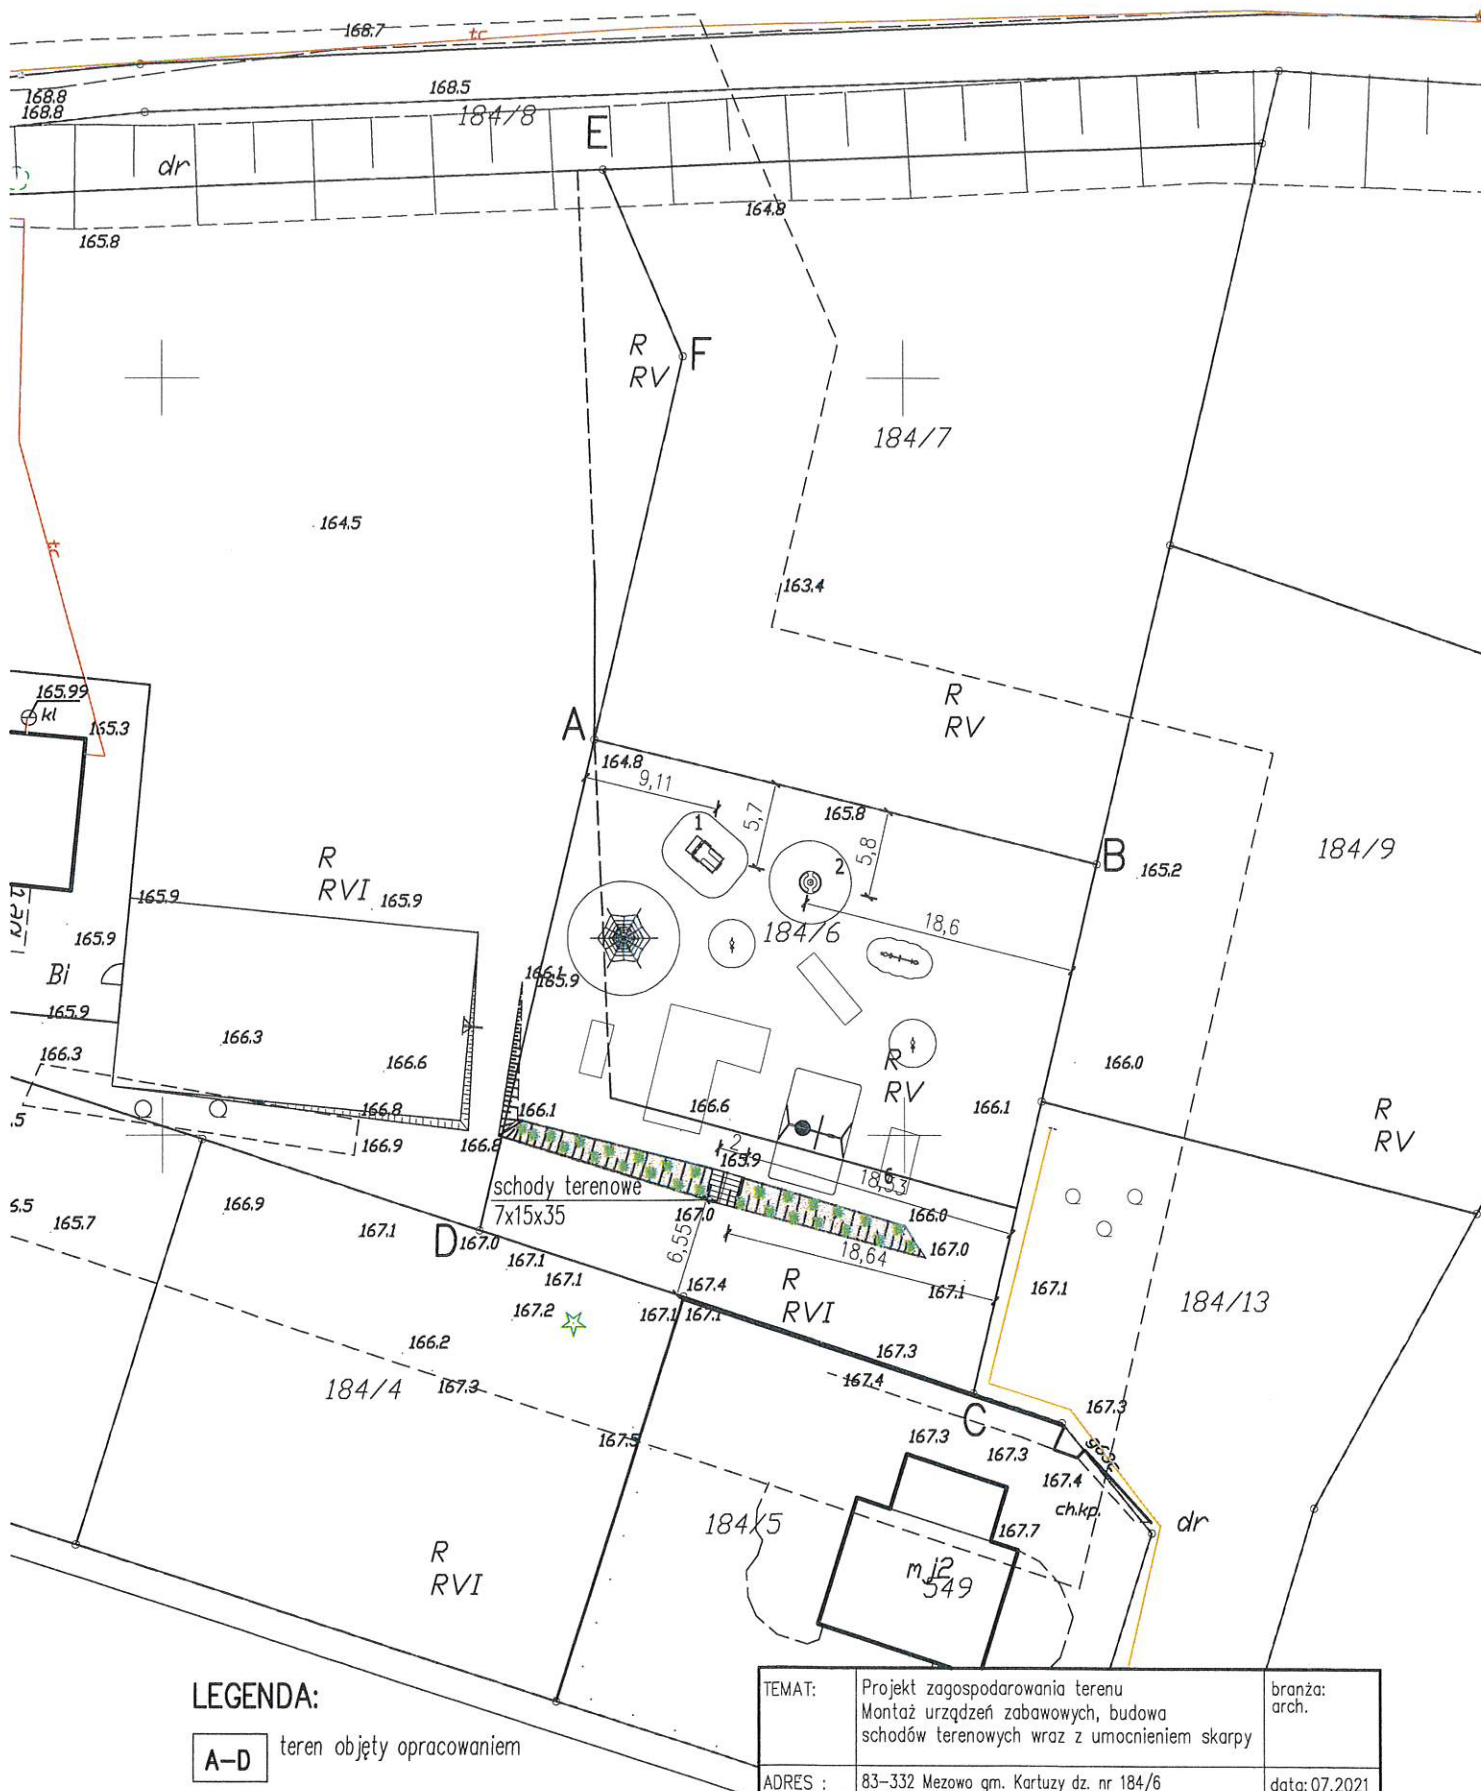 168.7
tc
168.8
168.8
168.5
184/8
E
dr
165.8
164.8
R
RV
F
184/7
164.5
tc
163.4
R
RV
165.99
kl
165.3
A
164.8
9,11
5,7
165.8
5,8
1
2
B
165.2
184/9
R
RVI
165.9
165.9
18,6
184/6
165.9
Bi
166.1
165.9
165.9
166.3
166.3
166.6
R
RV
166.0
166.8
166.1
166.6
166.1
R
RV
.5
166.9
166.8
2
165.9
schody terenowe
7x15x35
18,53
6
6.5
165.7
166.9
167.1
D
167.0
167.0
166.0
167.0
6,55
18,64
167.1
167.1
167.4
R
RVI
167.1
167.1
184/13
167.2
167.1
167.1
166.2
167.3
167.4
184/4
167.3
C
167.3
167.5
167.3
167.3
167.4
ch.kp.
184/5
167.7
dr
R
RVI
m j2
549
LEGENDA:
A-D teren objęty opracowaniem
TEMAT: Projekt zagospodarowania terenu branża:
Montaż urządzeń zabawowych, budowa arch.
schodów terenowych wraz z umocnieniem skarpy
ADRES : 83-332 Mezowo gm. Kartuzy dz. nr 184/6 data: 07.2021